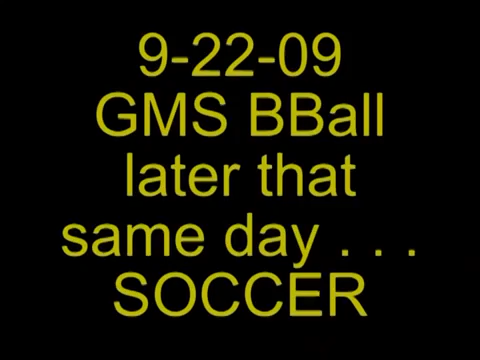 9-22-09
GMS BBall
later that
same day . . .
SOCCER